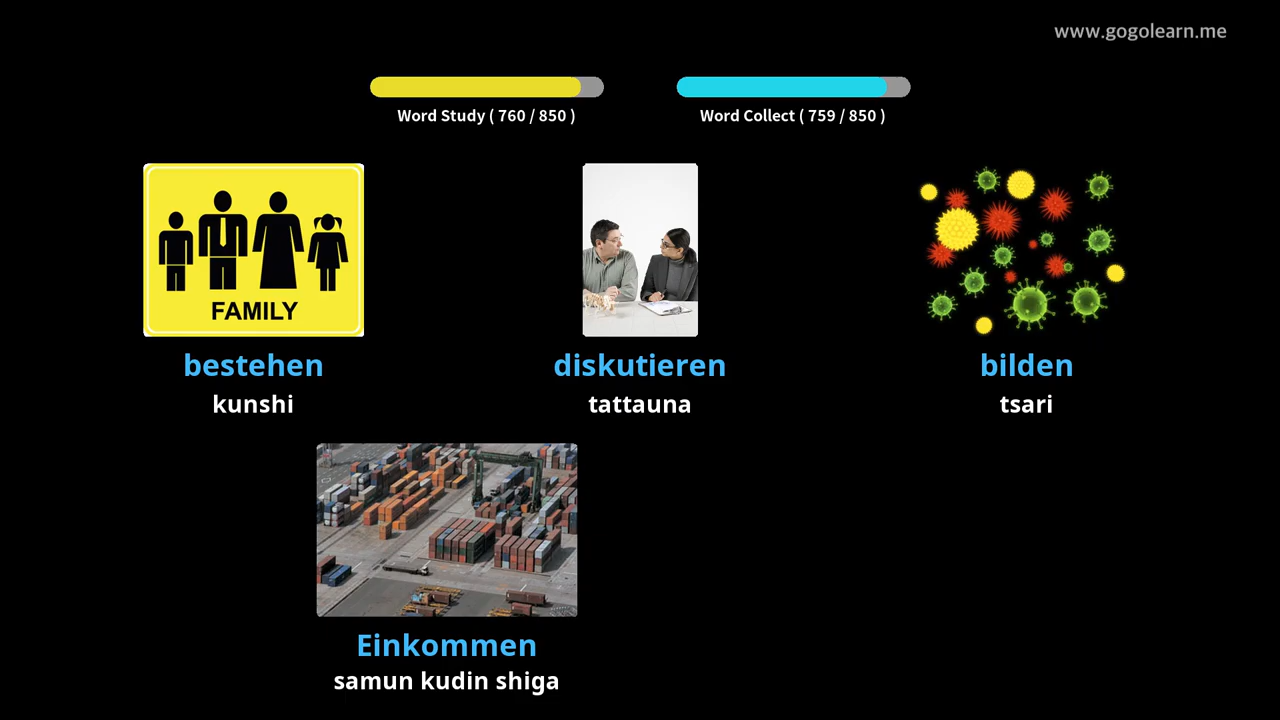 www.gogolearn.me
Word Study ( 760 / 850 )
Word Collect ( 759 / 850 )
FAMILY
bestehen
kunshi
diskutieren
tattauna
bilden
tsari
Einkommen
samun kudin shiga